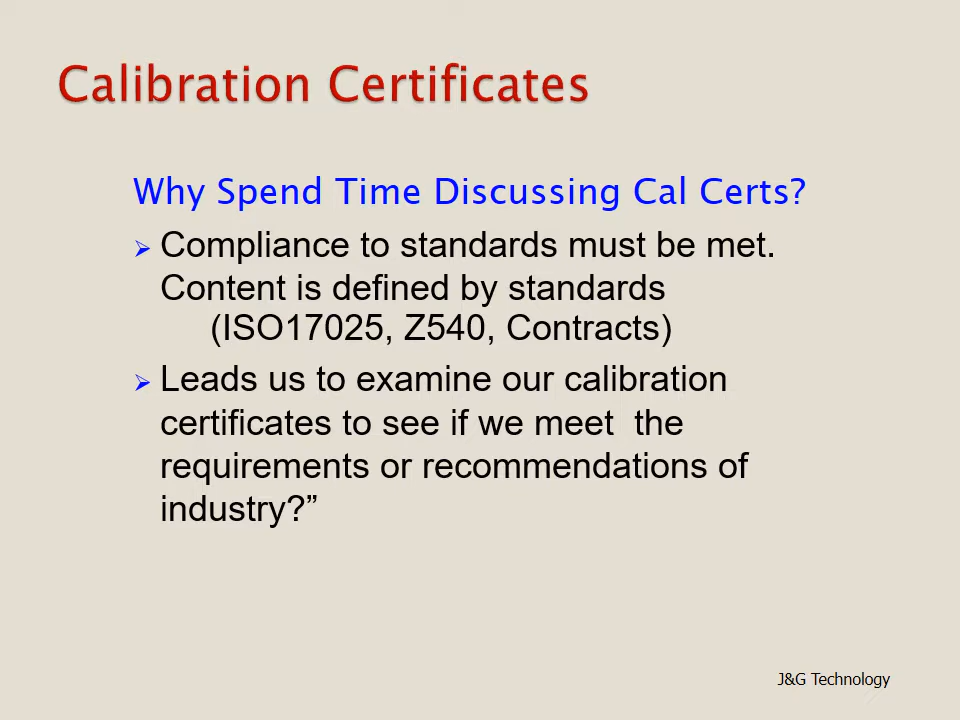 Calibration Certificates
Why Spend Time Discussing Cal Certs?
➢ Compliance to standards must be met.
Content is defined by standards
(ISO17025, Z540, Contracts)
➢ Leads us to examine our calibration
certificates to see if we meet  the
requirements or recommendations of
industry?”
J&G Technology